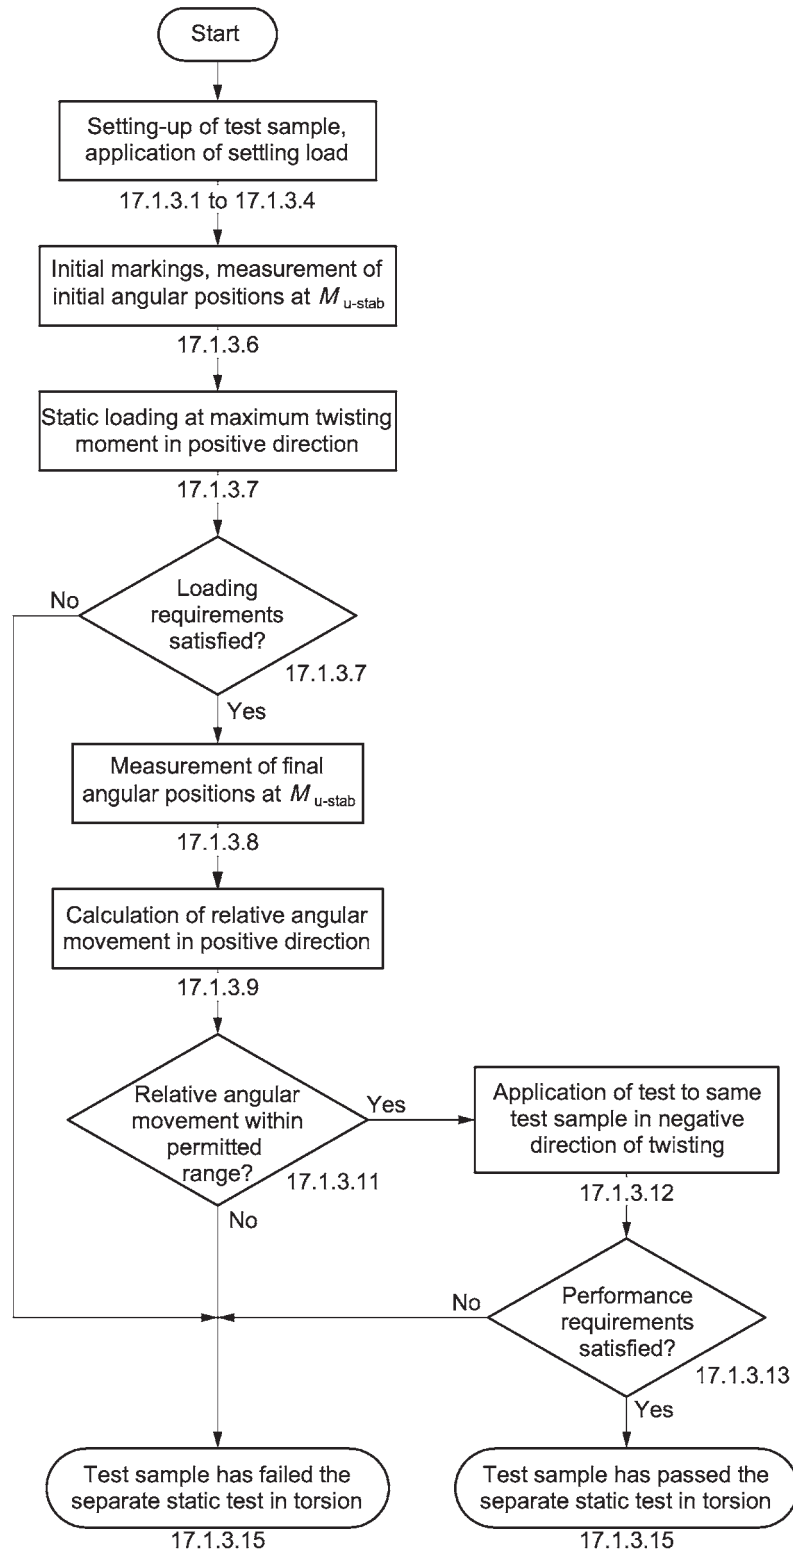 Start
Setting-up of test sample,
application of settling load
17.1.3.1 to 17.1.3.4
Initial markings, measurement of
initial angular positions at M u-stab
17.1.3.6
Static loading at maximum twisting
moment in positive direction
17.1.3.7
No
Loading
requirements
satisfied?
17.1.3.7
Yes
Measurement of final
angular positions at M u-stab
17.1.3.8
Calculation of relative angular
movement in positive direction
17.1.3.9
Relative angular
movement within
permitted
range?
17.1.3.11
Yes
No
Application of test to same
test sample in negative
direction of twisting
17.1.3.12
No
Performance
requirements
satisfied?
17.1.3.13
Yes
Test sample has failed the
separate static test in torsion
17.1.3.15
Test sample has passed the
separate static test in torsion
17.1.3.15